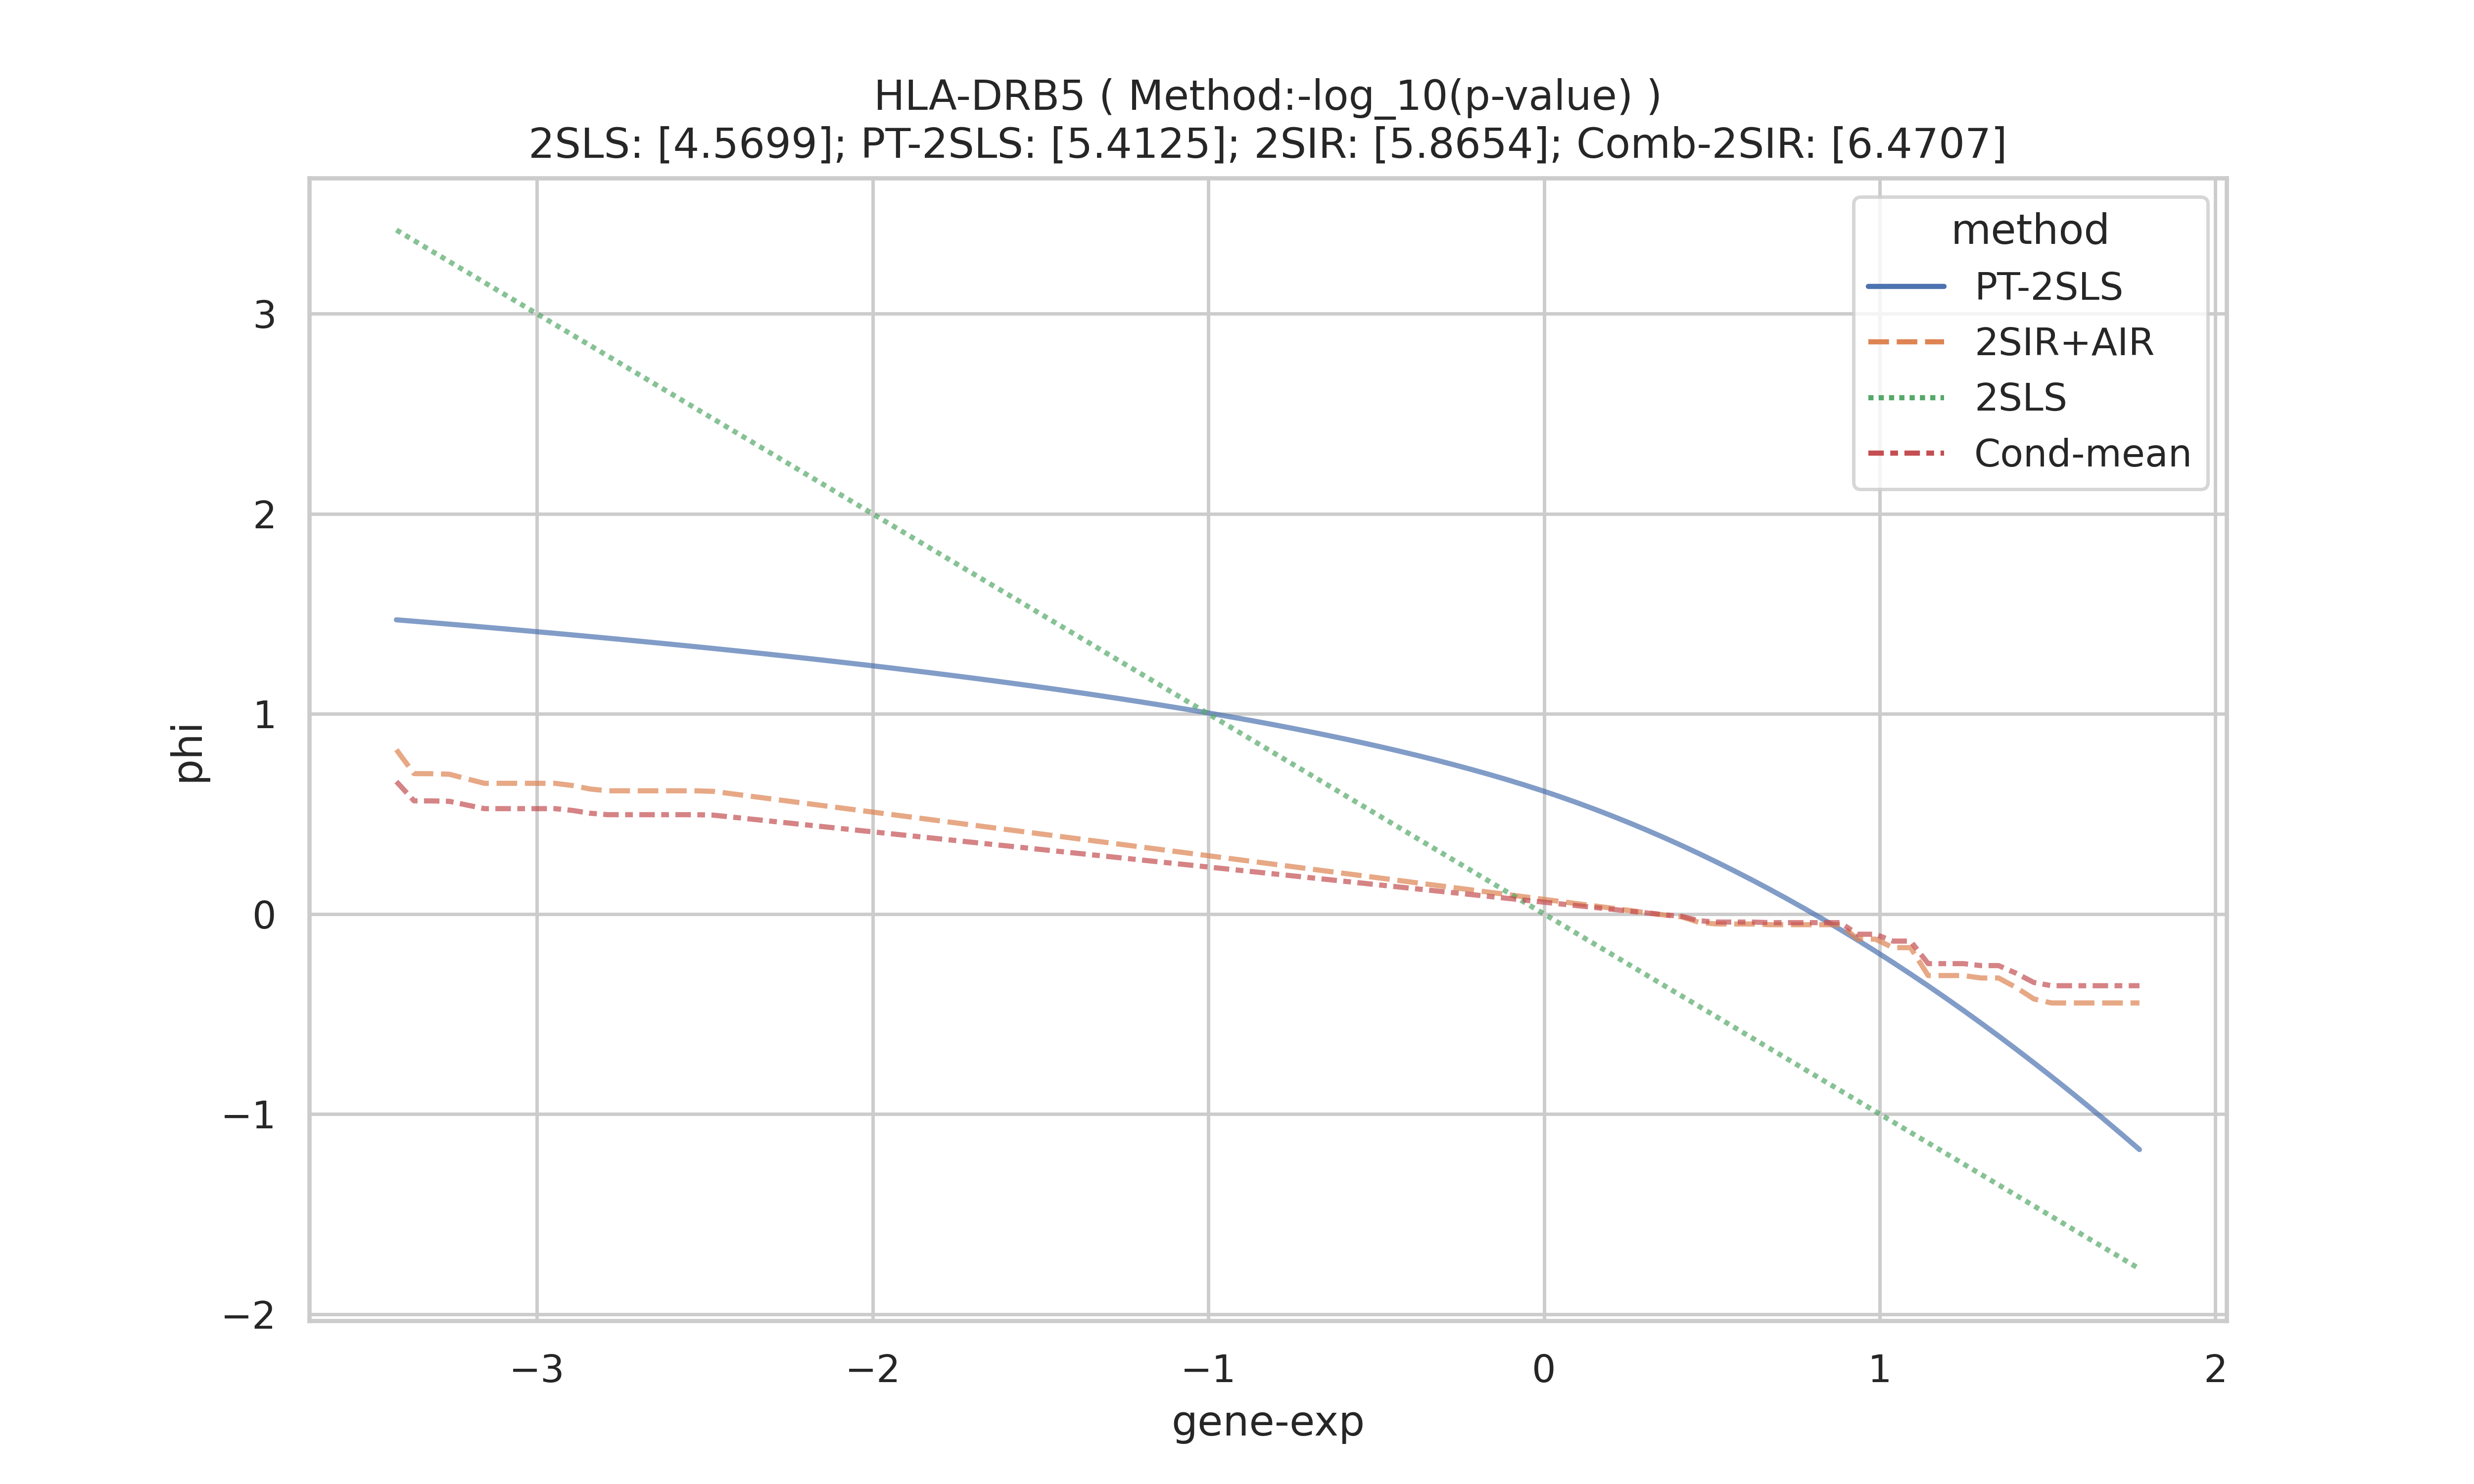 HLA-DRB5 ( Method:-log_10(p-value) )
2SLS: [4.5699]; PT-2SLS: [5.4125]; 2SIR: [5.8654]; Comb-2SIR: [6.4707]
method
PT-2SLS
2SIR+AIR
2SLS
Cond-mean
3
2
1
0
−1
−2
phi
−3
−2
−1
0
1
2
gene-exp